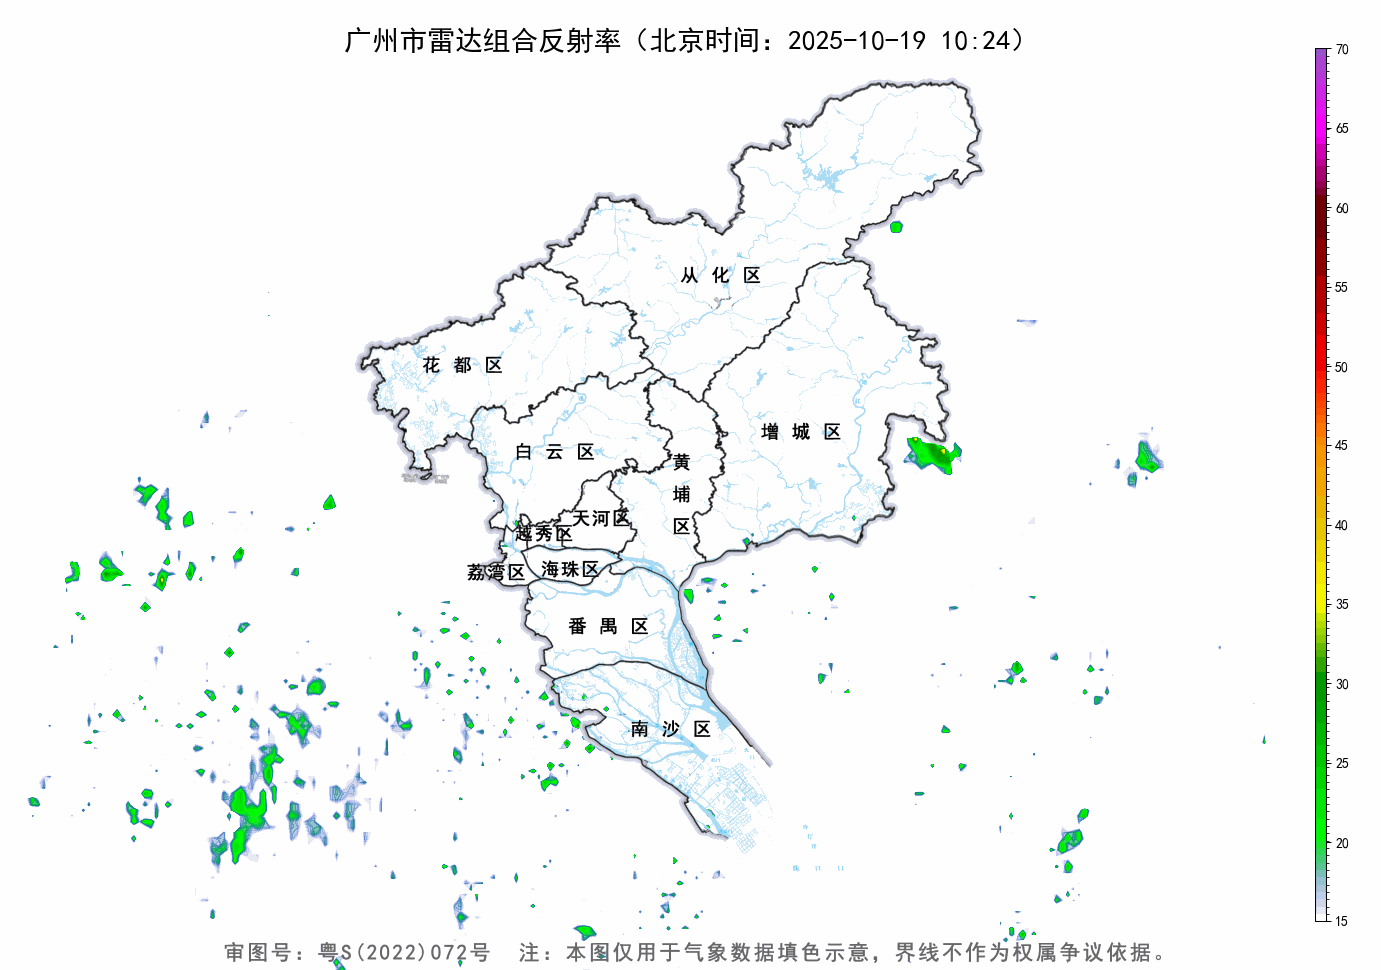 广州市雷达组合反射率（北京时间：2025-10-19 10:24）
70
65
60
55
50
45
40
35
30
25
20
15
从化区
花都区
增城区
白云区
黄埔区
天河区
越秀区
荔湾区
海珠区
番禺区
南沙区
审图号：粤S(2022)072号 注：本图仅用于气象数据填色示意，界线不作为权属争议依据。